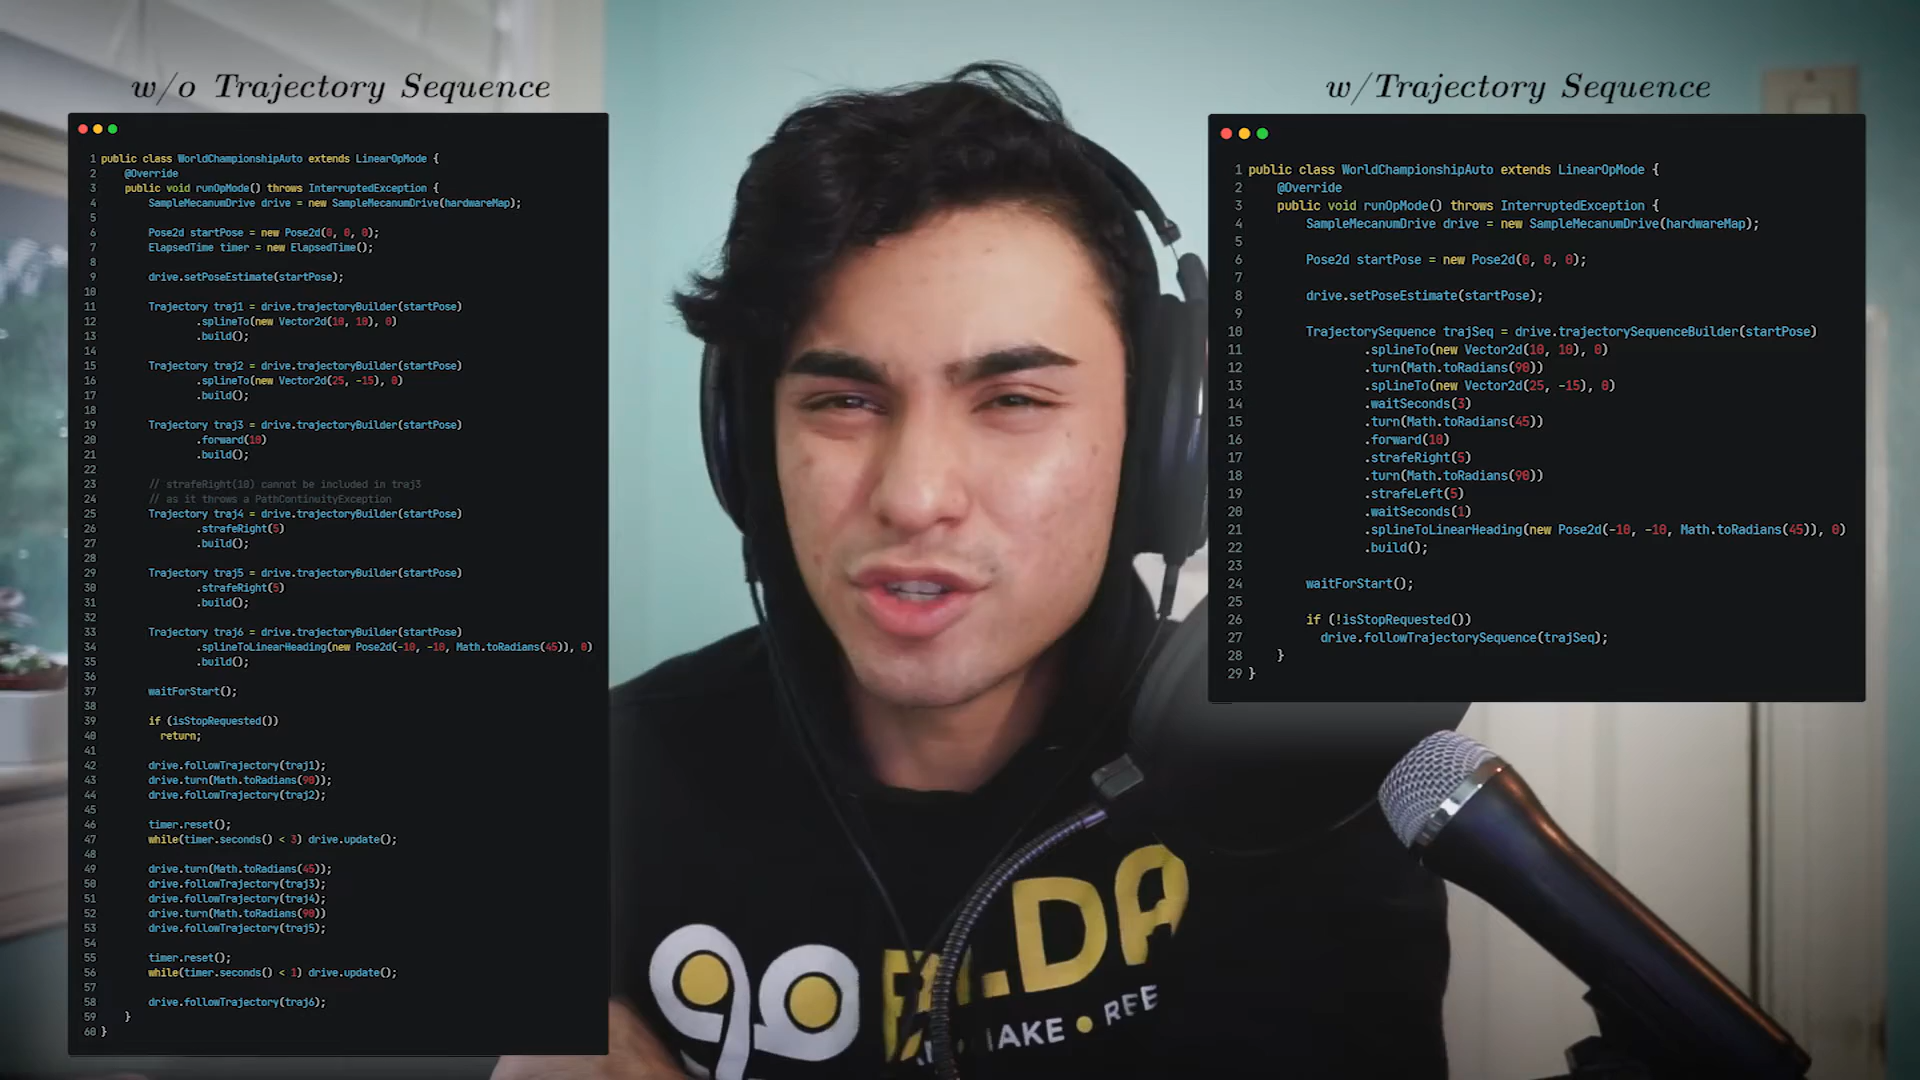 w/o Trajectory Sequence
1 public class WorldChampionshipAuto extends LinearOpMode {
2 @Override
3 public void runOpMode() throws InterruptedException {
4 SampleMecanumDrive drive = new SampleMecanumDrive(hardwareMap);
5
6 Pose2d startPose = new Pose2d(0, 0, 0);
7 ElapsedTime timer = new ElapsedTime();
8
9 drive.setPoseEstimate(startPose);
10
11 Trajectory traj1 = drive.trajectoryBuilder(startPose)
12 .splineTo(new Vector2d(10, 10), 0)
13 .build();
14
15 Trajectory traj2 = drive.trajectoryBuilder(startPose)
16 .splineTo(new Vector2d(25, -15), 0)
17 .build();
18
19 Trajectory traj3 = drive.trajectoryBuilder(startPose)
20 .forward(10)
21 .build();
22
23 // strafeRight(10) cannot be included in traj3
24 // as it throws a PathContinuityException
25 Trajectory traj4 = drive.trajectoryBuilder(startPose)
26 .strafeRight(5)
27 .build();
28
29 Trajectory traj5 = drive.trajectoryBuilder(startPose)
30 .strafeRight(5)
31 .build();
32
33 Trajectory traj6 = drive.trajectoryBuilder(startPose)
34 .splineToLinearHeading(new Pose2d(-10, -10, Math.toRadians(45)), 0)
35 .build();
36
37 waitForStart();
38
39 if (isStopRequested())
40 return;
41
42 drive.followTrajectory(traj1);
43 drive.turn(Math.toRadians(90));
44 drive.followTrajectory(traj2);
45
46 timer.reset();
47 while(timer.seconds() < 3) drive.update();
48
49 drive.turn(Math.toRadians(45));
50 drive.followTrajectory(traj3);
51 drive.followTrajectory(traj4);
52 drive.turn(Math.toRadians(90))
53 drive.followTrajectory(traj5);
54
55 timer.reset();
56 while(timer.seconds() < 1) drive.update();
57
58 drive.followTrajectory(traj6);
59 }
60 }
w/Trajectory Sequence
1 public class WorldChampionshipAuto extends LinearOpMode {
2 @Override
3 public void runOpMode() throws InterruptedException {
4 SampleMecanumDrive drive = new SampleMecanumDrive(hardwareMap);
5
6 Pose2d startPose = new Pose2d(0, 0, 0);
7
8 drive.setPoseEstimate(startPose);
9
10 TrajectorySequence trajSeq = drive.trajectorySequenceBuilder(startPose)
11 .splineTo(new Vector2d(10, 10), 0)
12 .turn(Math.toRadians(90))
13 .splineTo(new Vector2d(25, -15), 0)
14 .waitSeconds(3)
15 .turn(Math.toRadians(45))
16 .forward(10)
17 .strafeRight(5)
18 .turn(Math.toRadians(90))
19 .strafeLeft(5)
20 .waitSeconds(1)
21 .splineToLinearHeading(new Pose2d(-10, -10, Math.toRadians(45)), 0)
22 .build();
23
24 waitForStart();
25
26 if (!isStopRequested())
27 drive.followTrajectorySequence(trajSeq);
28 }
29 }
go